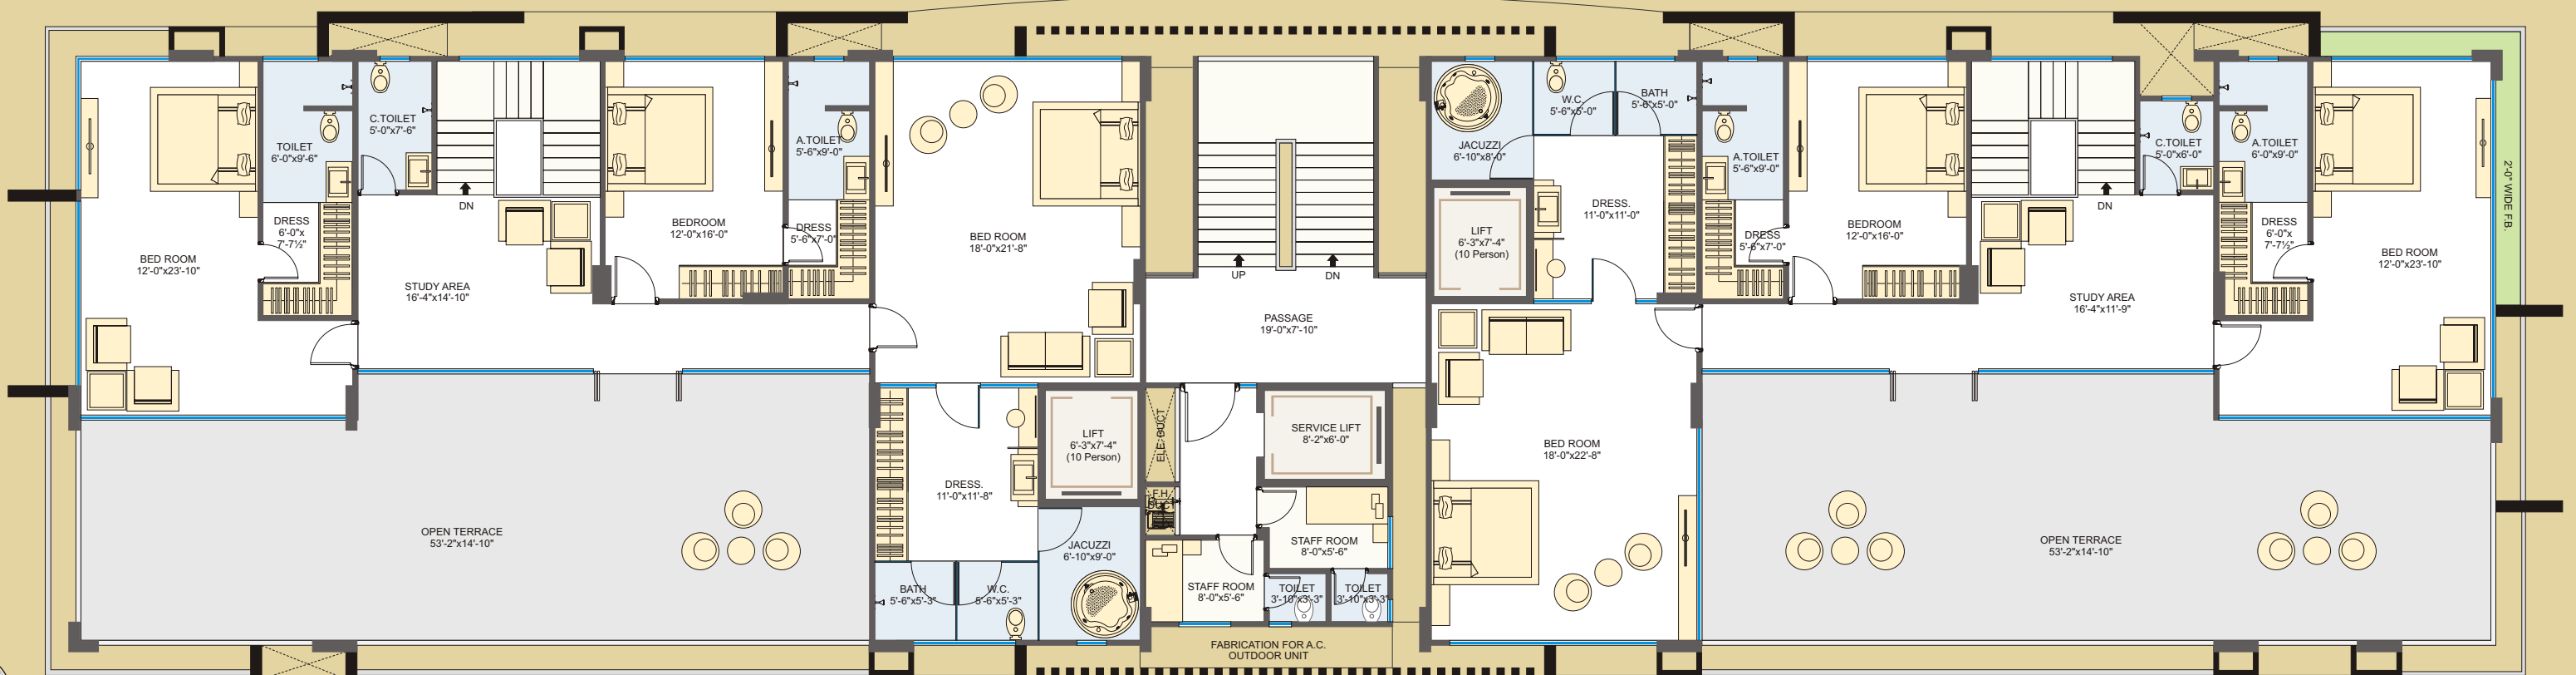 BED ROOM
12'-0"x23'-10"
TOILET
6'-0"x9'-6"
DRESS
6'-0"x
7'-7½"
C.TOILET
5'-0"x7'-6"
DN
STUDY AREA
16'-4"x14'-10"
BEDROOM
12'-0"x16'-0"
A.TOILET
5'-6"x9'-0"
DRESS
5'-6"x7'-0"
BED ROOM
18'-0"x21'-8"
OPEN TERRACE
53'-2"x14'-10"
DRESS.
11'-0"x11'-8"
LIFT
6'-3"x7'-4"
(10 Person)
JACUZZI
6'-10"x9'-0"
BATH
5'-6"x5'-3"
W.C.
5'-6"x5'-3"
UP
DN
PASSAGE
19'-0"x7'-10"
ELE. DUCT
F.H
DUCT
SERVICE LIFT
8'-2"x6'-0"
STAFF ROOM
8'-0"x5'-6"
STAFF ROOM
8'-0"x5'-6"
TOILET
3'-10"x3'-3"
TOILET
3'-10"x3'-3"
FABRICATION FOR A.C.
OUTDOOR UNIT
JACUZZI
6'-10"x8'-0"
W.C.
5'-6"x5'-0"
BATH
5'-6"x5'-0"
LIFT
6'-3"x7'-4"
(10 Person)
DRESS.
11'-0"x11'-0"
BED ROOM
18'-0"x22'-8"
A.TOILET
5'-6"x9'-0"
DRESS
5'-6"x7'-0"
BEDROOM
12'-0"x16'-0"
DN
C.TOILET
5'-0"x6'-0"
STUDY AREA
16'-4"x11'-9"
A.TOILET
6'-0"x9'-0"
DRESS
6'-0"x
7'-7½"
BED ROOM
12'-0"x23'-10"
OPEN TERRACE
53'-2"x14'-10"
2'-0" WIDE F.B.